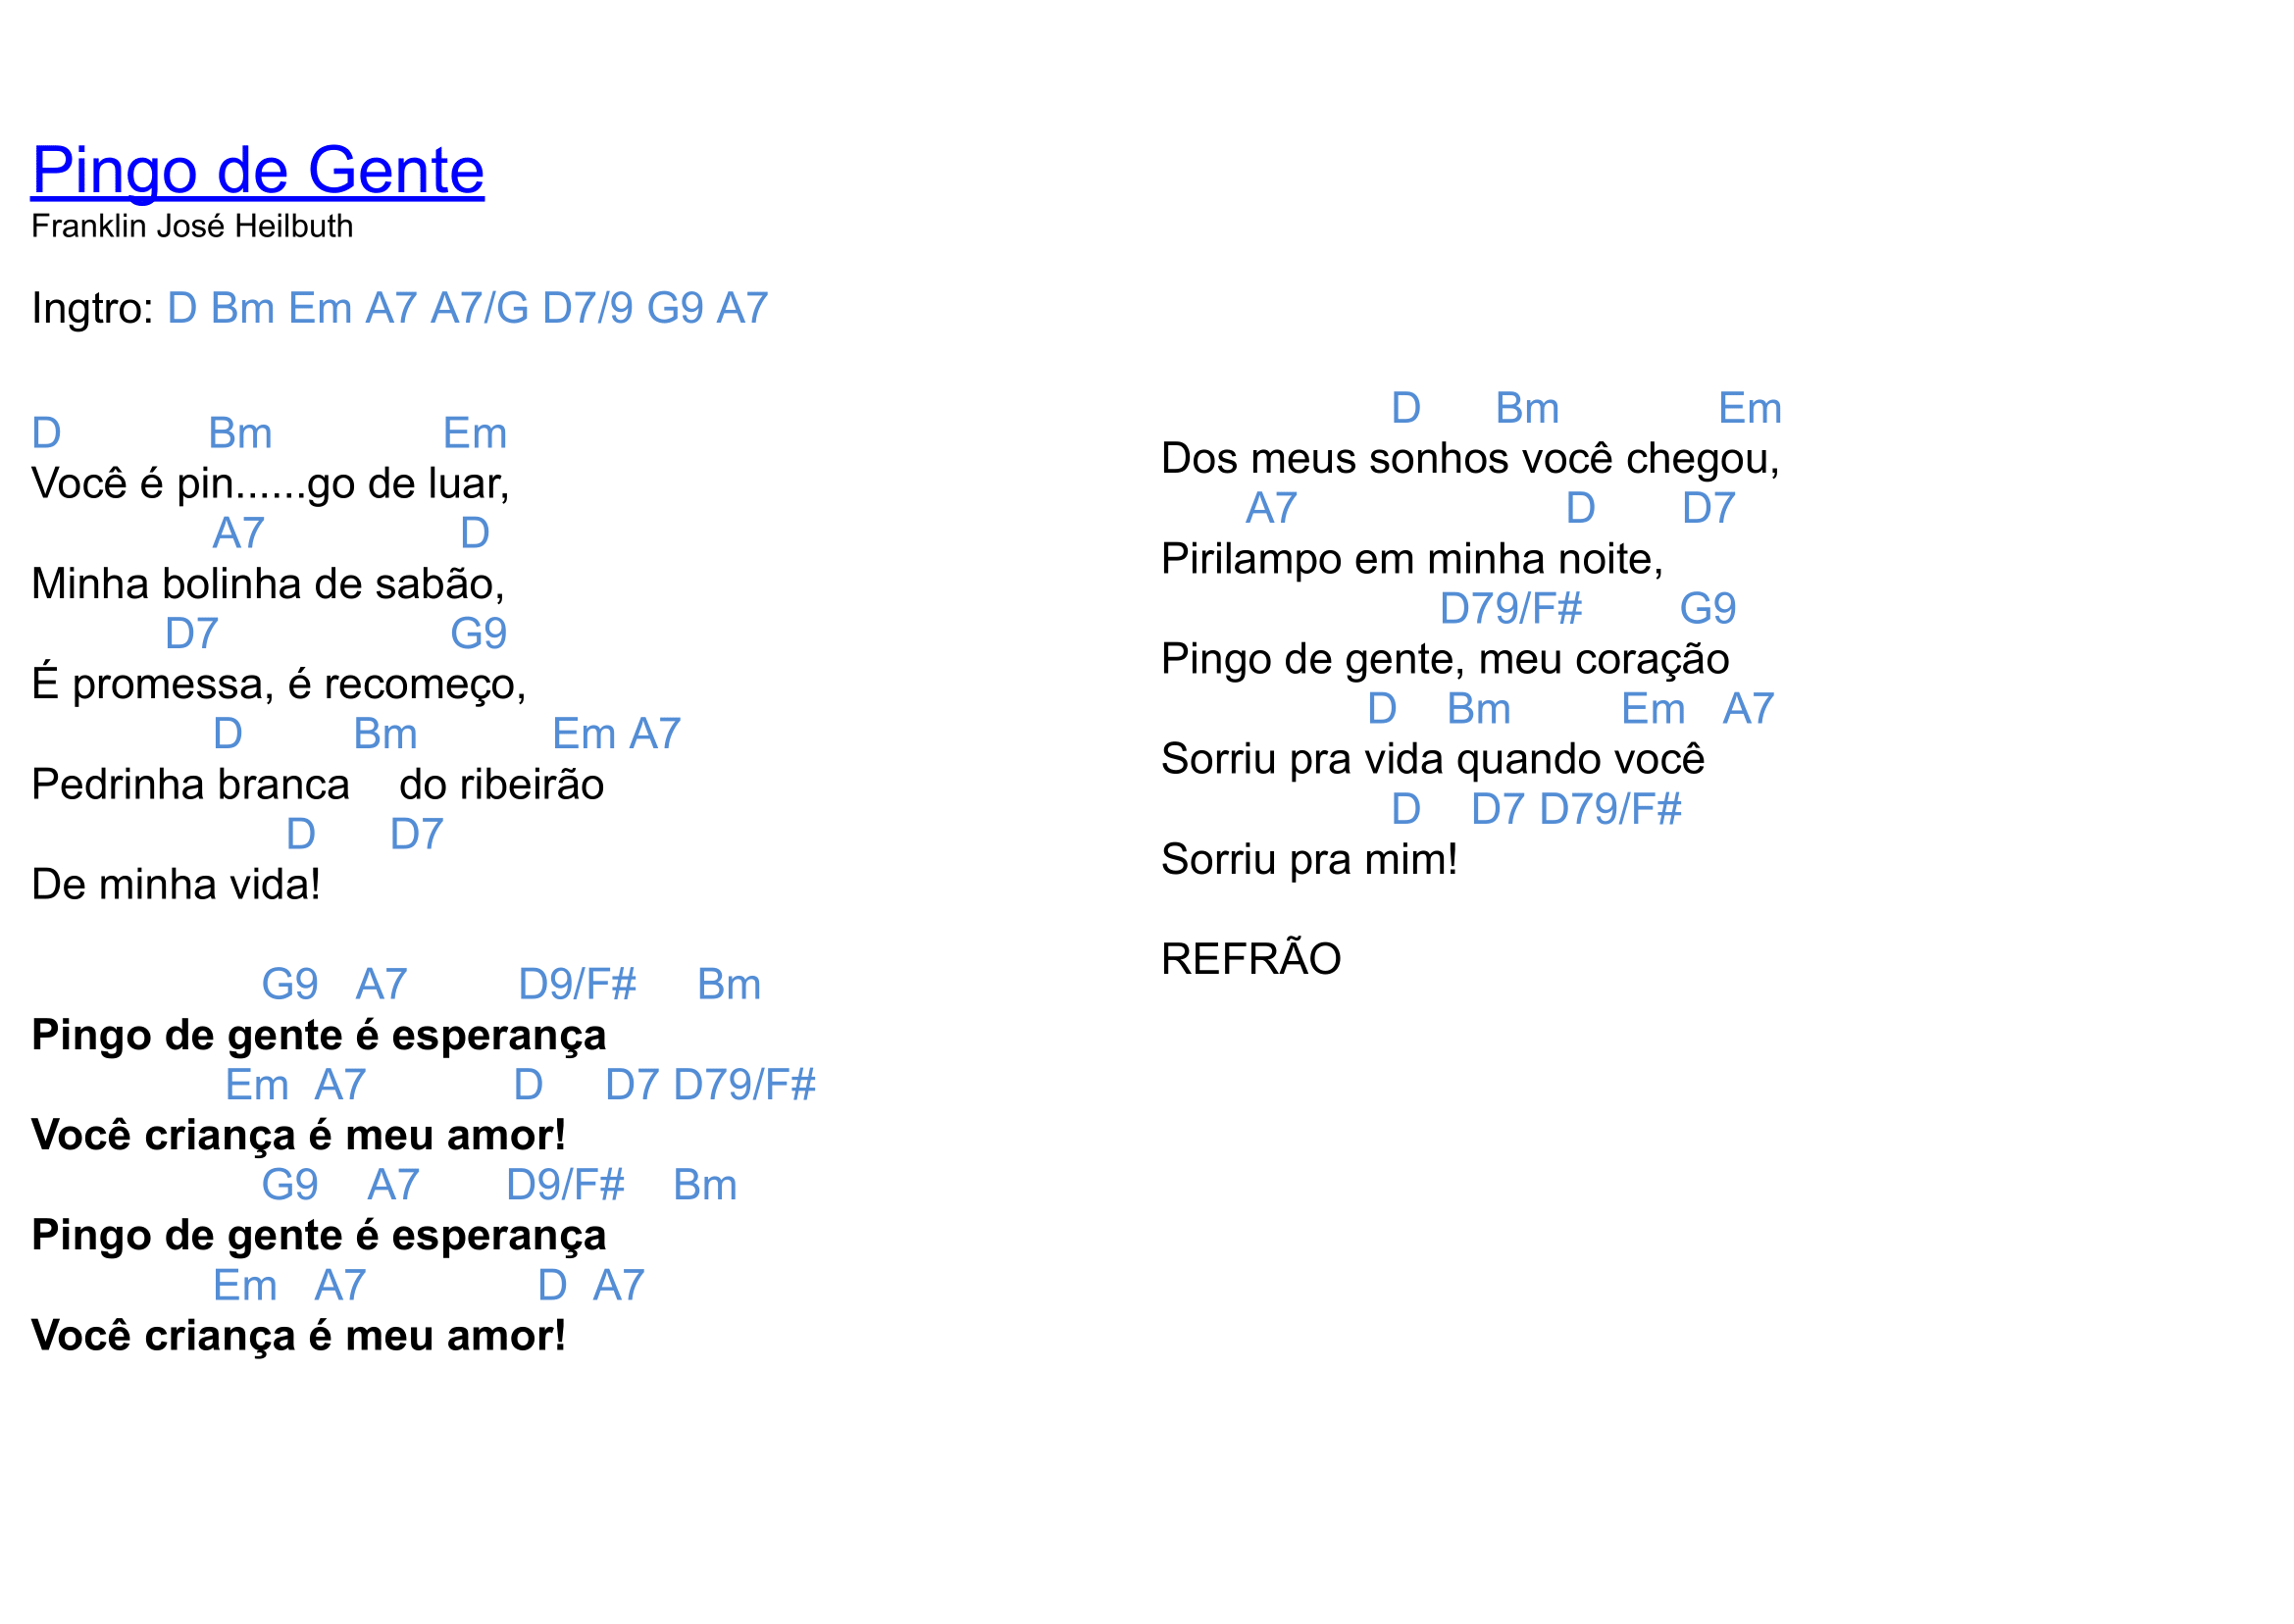 Pingo de Gente
Franklin José Heilbuth
Ingtro: D Bm Em A7 A7/G D7/9 G9 A7
D Bm Em
Você é pin......go de luar,
A7 D
Minha bolinha de sabão,
D7 G9
É promessa, é recomeço,
D Bm Em A7
Pedrinha branca do ribeirão
D D7
De minha vida!
G9 A7 D9/F# Bm
Pingo de gente é esperança
Em A7 D D7 D79/F#
Você criança é meu amor!
G9 A7 D9/F# Bm
Pingo de gente é esperança
Em A7 D A7
Você criança é meu amor!
D Bm Em
Dos meus sonhos você chegou,
A7 D D7
Pirilampo em minha noite,
D79/F# G9
Pingo de gente, meu coração
D Bm Em A7
Sorriu pra vida quando você
D D7 D79/F#
Sorriu pra mim!
REFRÃO